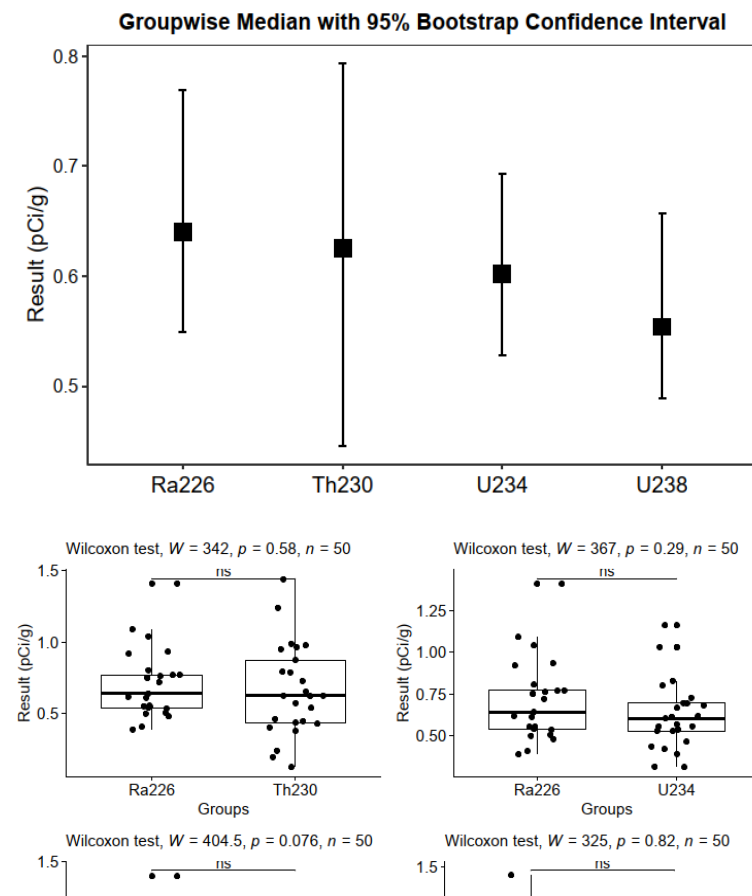 Groupwise Median with 95% Bootstrap Confidence Interval
0.8
0.7
0.6
0.5
Result (pCi/g)
Ra226 Th230 U234 U238
Wilcoxon test, W = 342, p = 0.58, n = 50
ns
1.5
1.0
0.5
Result (pCi/g)
Ra226 Th230
Groups
Wilcoxon test, W = 367, p = 0.29, n = 50
ns
1.25
1.00
0.75
0.50
Result (pCi/g)
Ra226 U234
Groups
Wilcoxon test, W = 404.5, p = 0.076, n = 50
ns
1.5
Wilcoxon test, W = 325, p = 0.82, n = 50
ns
1.5